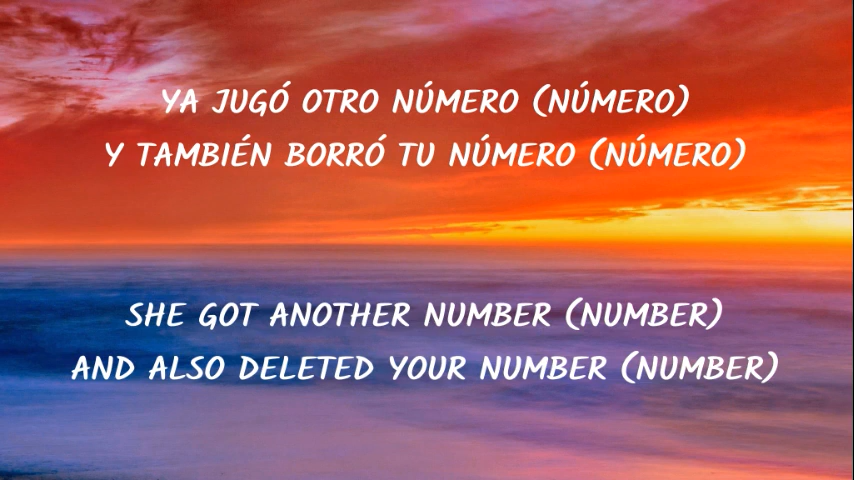 YA JUGÓ OTRO NÚMERO (NÚMERO)
Y TAMBIÉN BORRÓ TU NÚMERO (NÚMERO)
SHE GOT ANOTHER NUMBER (NUMBER)
AND ALSO DELETED YOUR NUMBER (NUMBER)